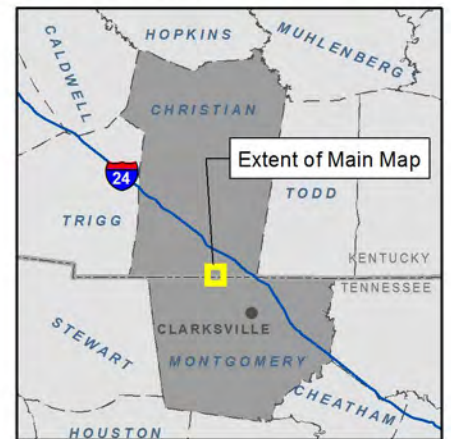 HOPKINS
MUHLENBERG
CALDWELL
CHRISTIAN
Extent of Main Map
24
TODD
TRIGG
KENTUCKY
TENNESSEE
CLARKSVILLE
STEWART
MONTGOMERY
CHEATHAM
HOUSTON